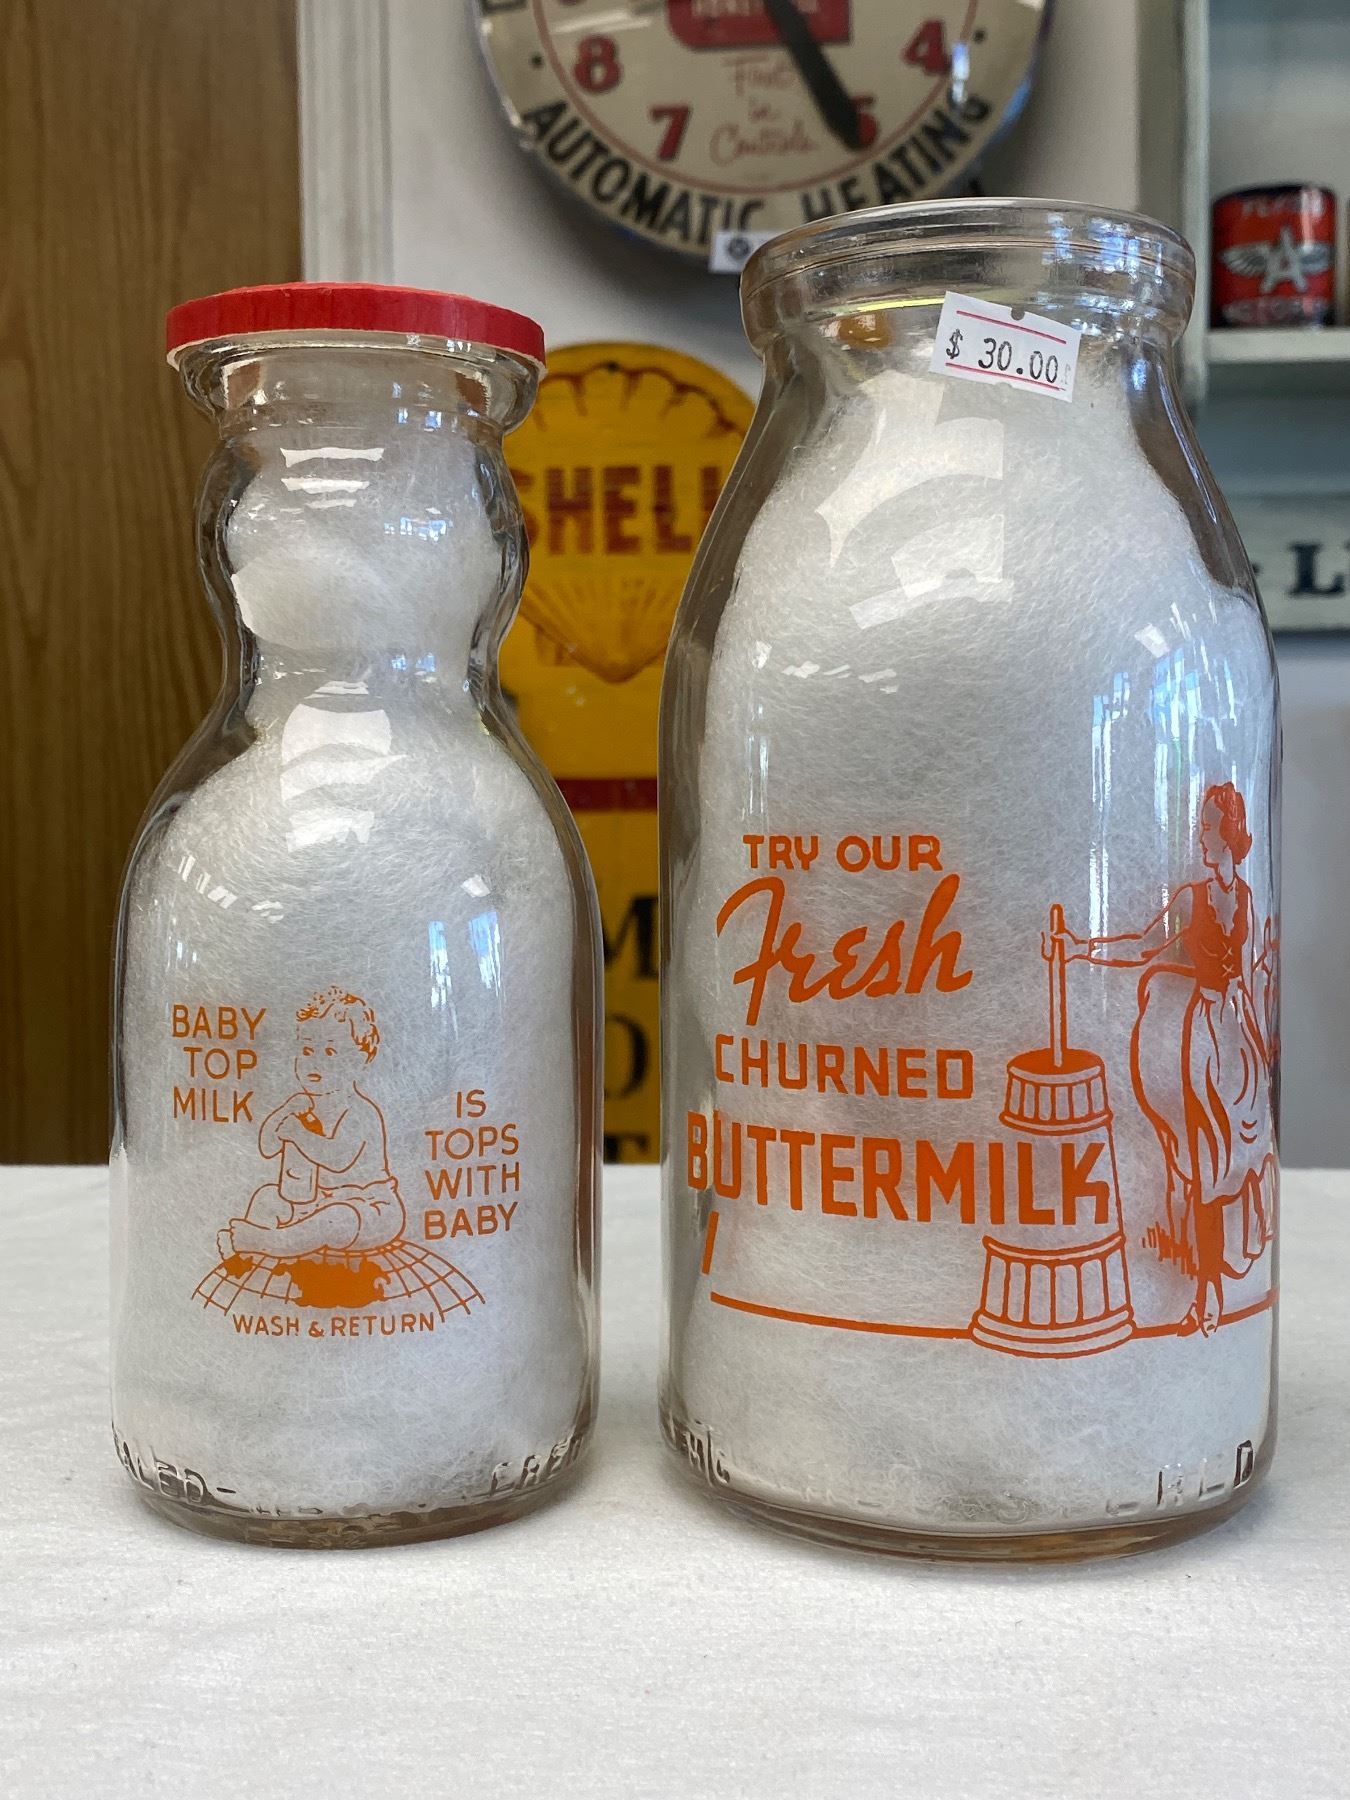 8
7
4
5
First
in
Controls
AUTOMATIC HEATING
A
$ 30.00
SHELL
BABY
TOP
MILK
IS
TOPS
WITH
BABY
WASH & RETURN
TRY OUR
Fresh
CHURNED
BUTTERMILK